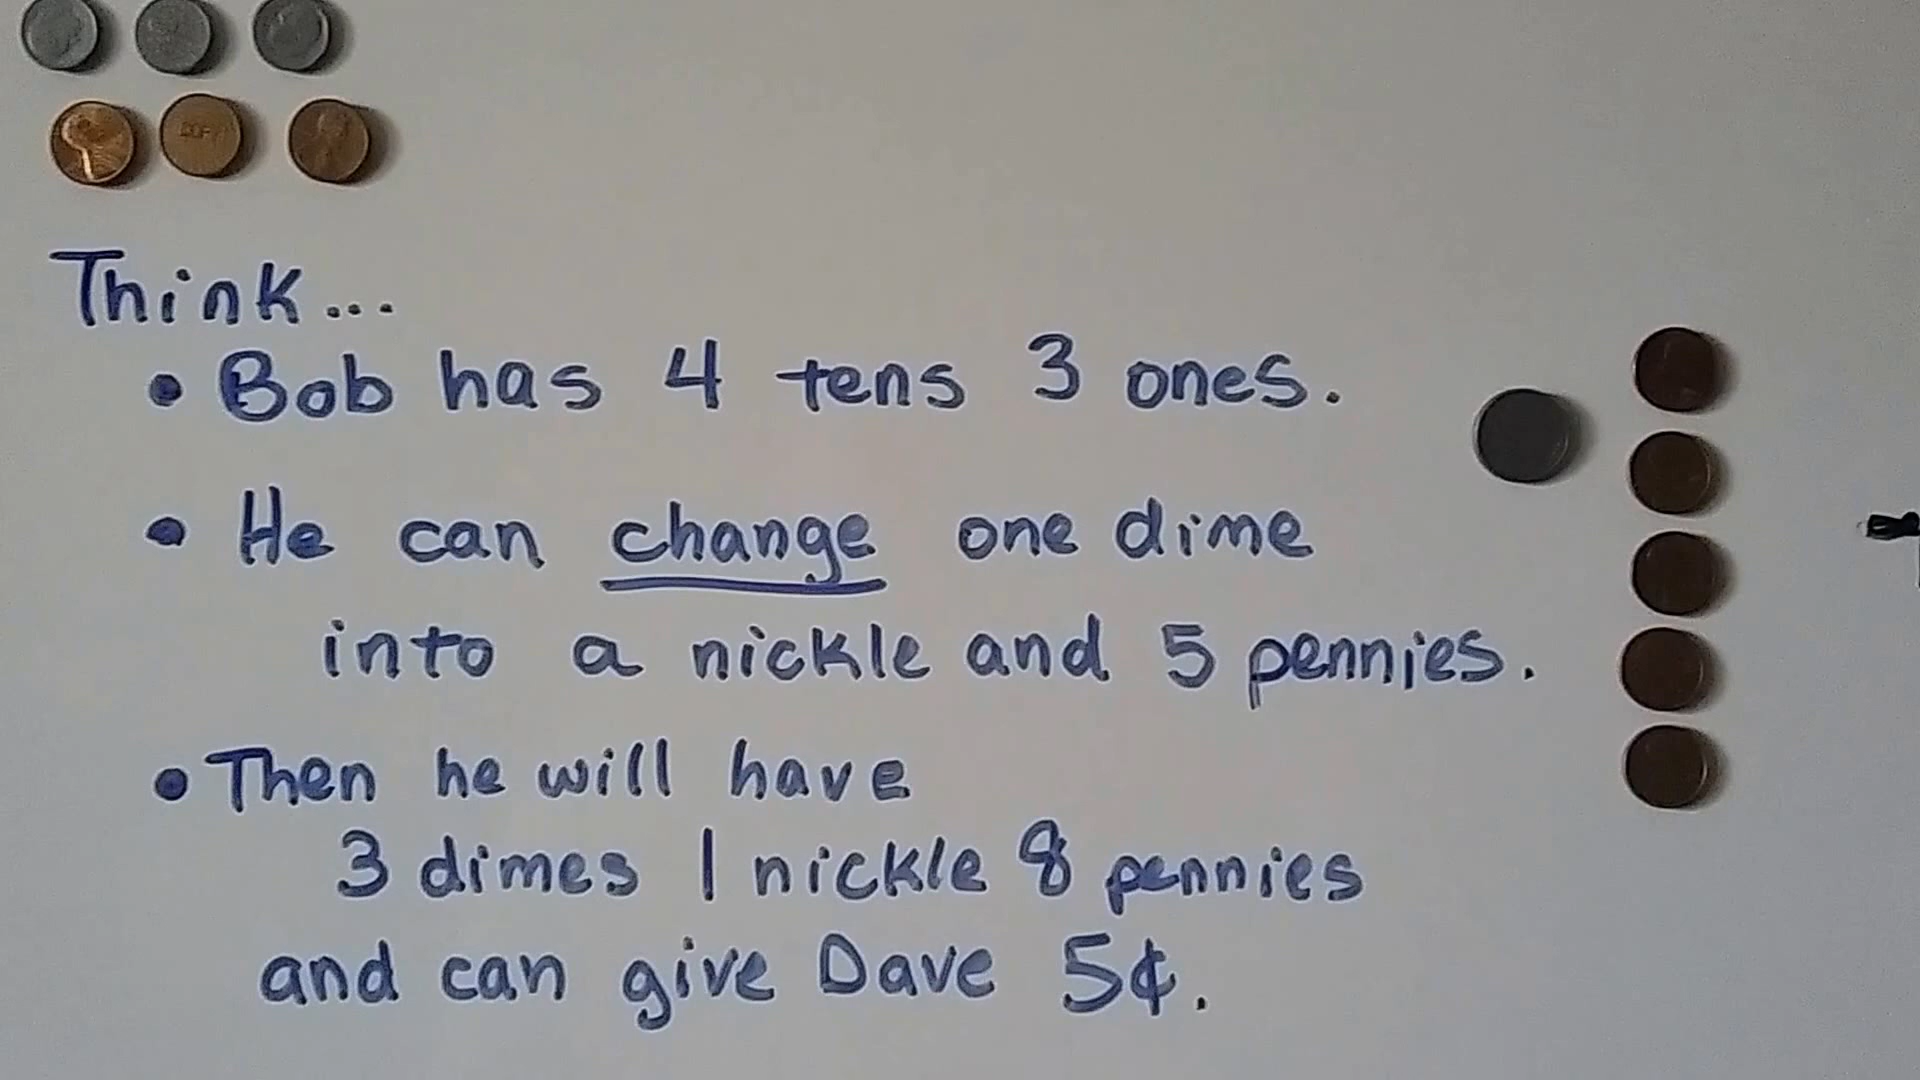 COPY
Think...
• Bob has 4 tens 3 ones.
• He can change one dime
into a nickle and 5 pennies.
• Then he will have
3 dimes 1 nickle 8 pennies
and can give Dave 5¢.